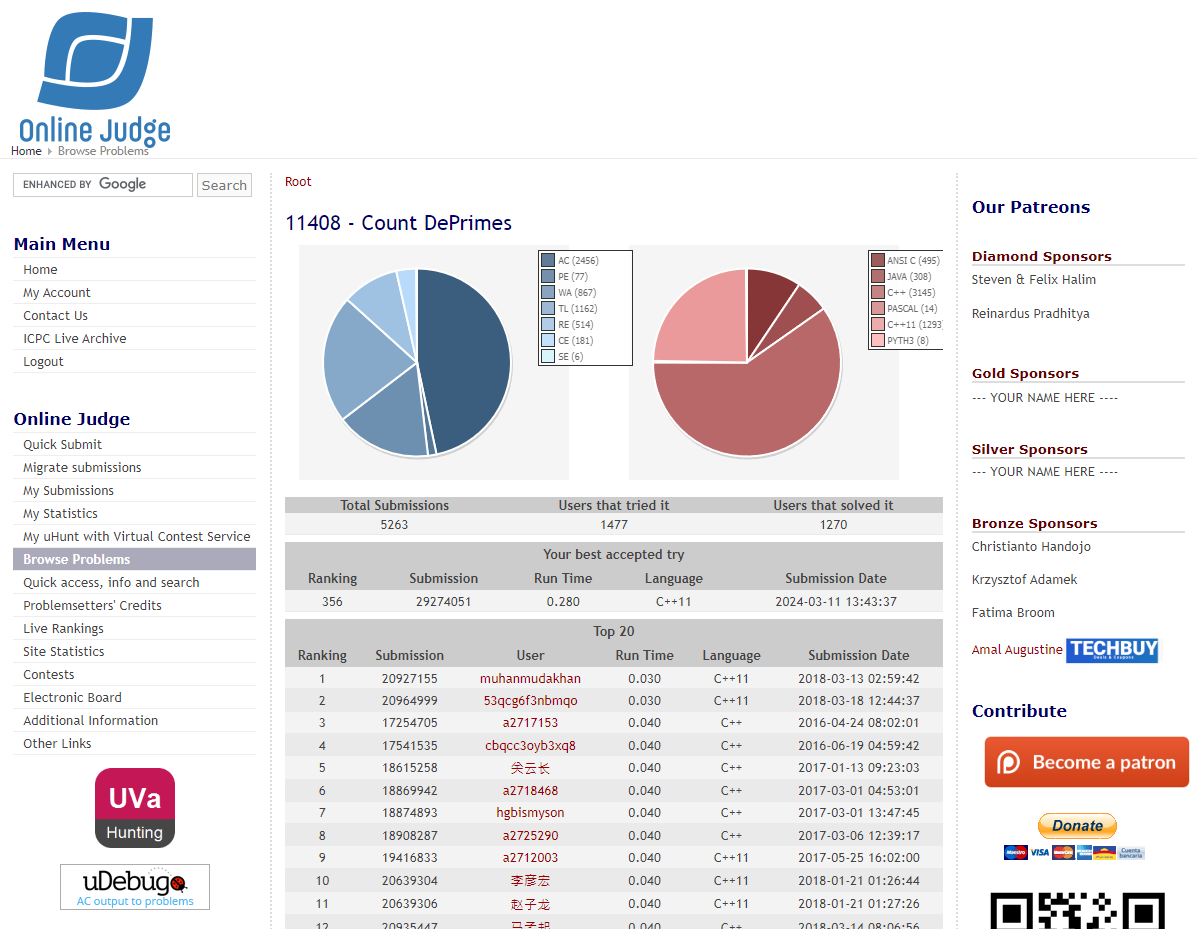 Online Judge
Home Browse Problems
ENHANCED BY Google Search
Main Menu
Home
My Account
Contact Us
ICPC Live Archive
Logout
Online Judge
Quick Submit
Migrate submissions
My Submissions
My Statistics
My uHunt with Virtual Contest Service
Browse Problems
Quick access, info and search
Problemsetters' Credits
Live Rankings
Site Statistics
Contests
Electronic Board
Additional Information
Other Links
UVa
Hunting
uDebug
AC output to problems
Root
11408 - Count DePrimes
AC (2456)
PE (77)
WA (867)
TL (1162)
RE (514)
CE (181)
SE (6)
ANSI C (495)
JAVA (308)
C++ (3145)
PASCAL (14)
C++11 (1293)
PYTH3 (8)
Total Submissions Users that tried it Users that solved it
5263 1477 1270
Your best accepted try
Ranking Submission Run Time Language Submission Date
356 29274051 0.280 C++11 2024-03-11 13:43:37
Top 20
Ranking Submission User Run Time Language Submission Date
1 20927155 muhanmudakhan 0.030 C++11 2018-03-13 02:59:42
2 20964999 53qcg6f3nbmqo 0.030 C++11 2018-03-18 12:44:37
3 17254705 a2717153 0.040 C++ 2016-04-24 08:02:01
4 17541535 cbqcc3oyb3xq8 0.040 C++ 2016-06-19 04:59:42
5 18615258 关云长 0.040 C++ 2017-01-13 09:23:03
6 18869942 a2718468 0.040 C++ 2017-03-01 04:53:01
7 18874893 hgbismyson 0.040 C++ 2017-03-01 13:47:45
8 18908287 a2725290 0.040 C++ 2017-03-06 12:39:17
9 19416833 a2712003 0.040 C++11 2017-05-25 16:02:00
10 20639304 李彦宏 0.040 C++11 2018-01-21 01:26:44
11 20639306 赵子龙 0.040 C++11 2018-01-21 01:27:26
12 20935447 0.040 C++ 2018-03-14 08:06:56
Our Patreons
Diamond Sponsors
Steven & Felix Halim
Reinardus Pradhitya
Gold Sponsors
--- YOUR NAME HERE ----
Silver Sponsors
--- YOUR NAME HERE ----
Bronze Sponsors
Christianto Handojo
Krzysztof Adamek
Fatima Broom
Amal Augustine TECHBUY
Deals & Coupons
Contribute
Become a patron
Donate
Maestro VISA
Cuenta
bancaria